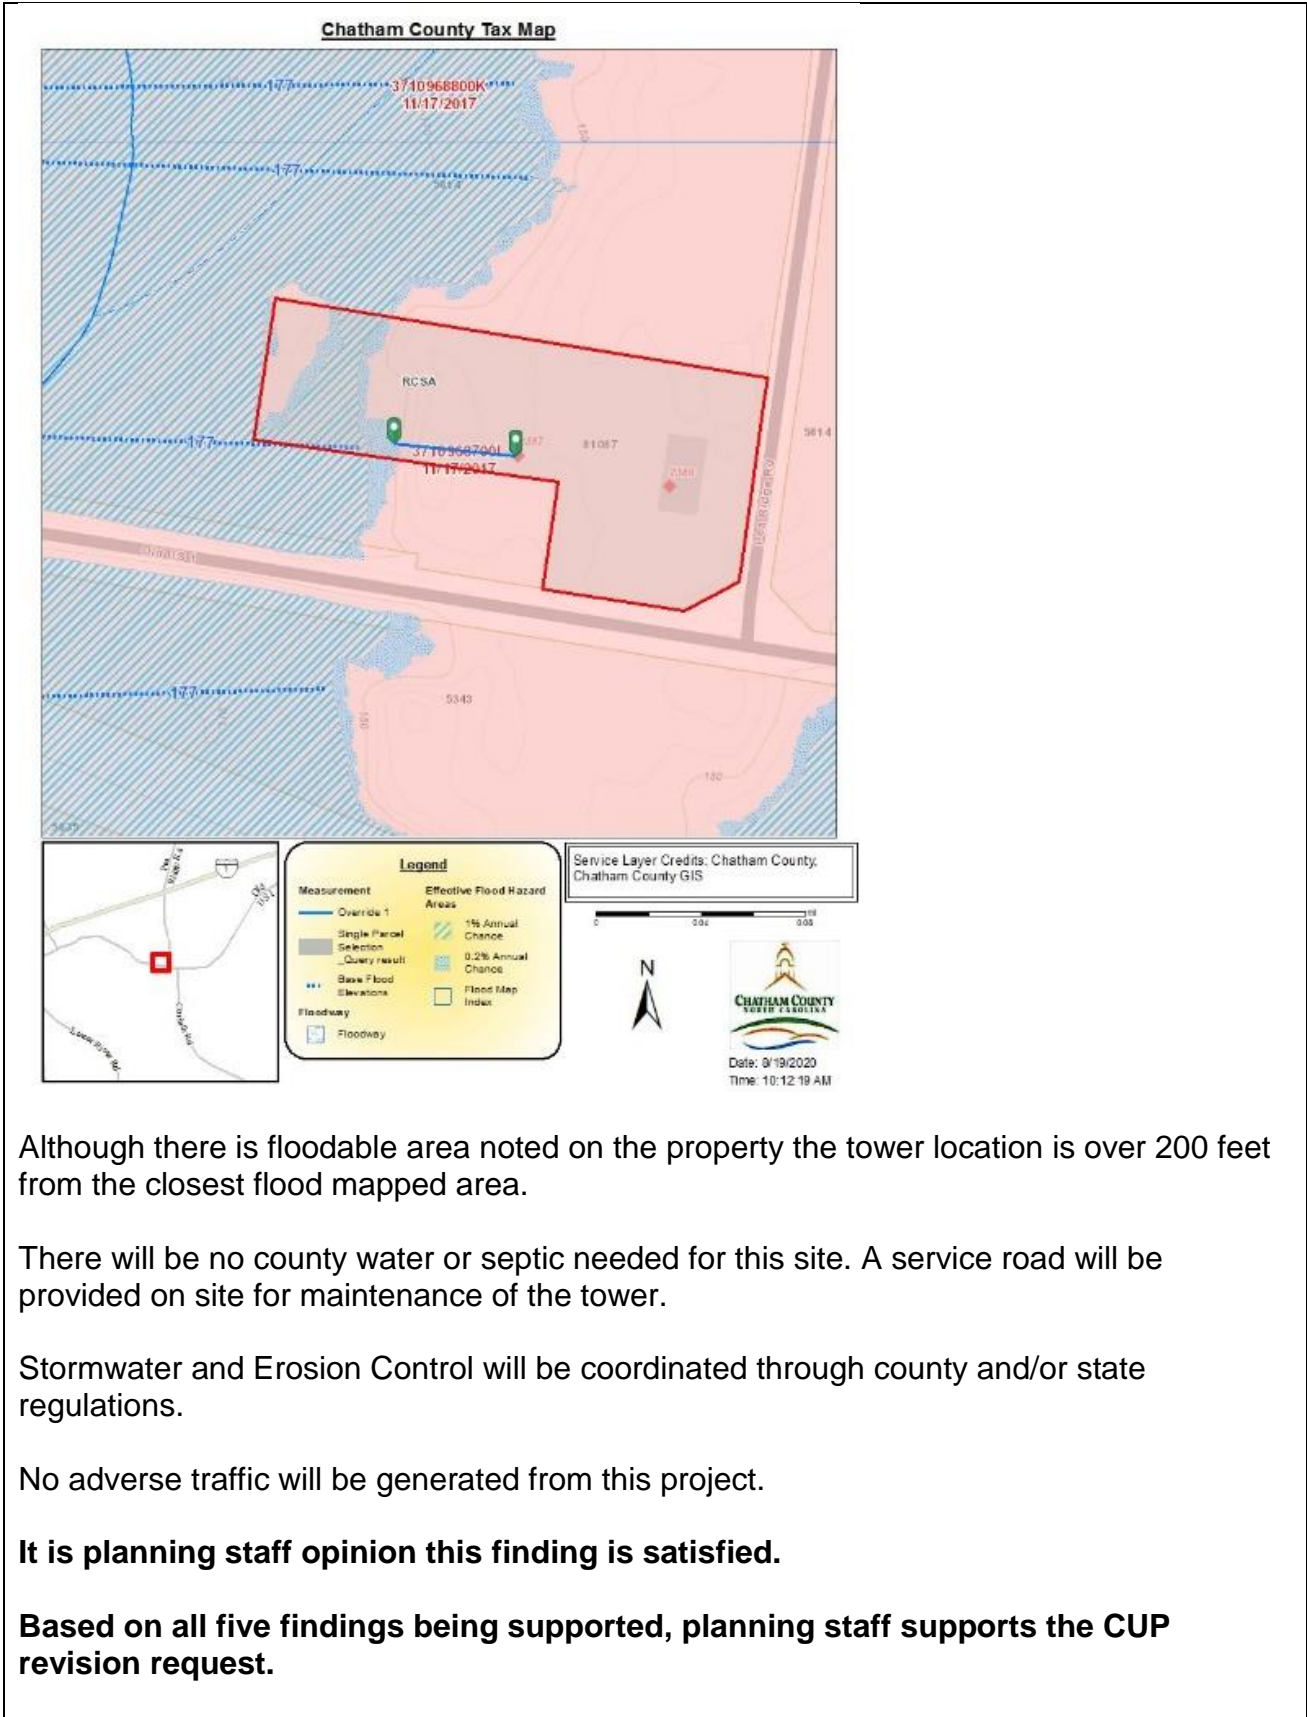 Chatham County Tax Map
177
3710968800K
11/17/2017
177
5614
RCSA
177
11/17/2017
81087
5614
177
5343
180
Legend
Measurement
Override 1
Single Parcel
Selection
_Query result
Base Flood
Elevations
Floodway
Floodway
Effective Flood Hazard
Areas
1% Annual
Chance
0.2% Annual
Chance
Flood Map
Index
Service Layer Credits: Chatham County,
Chatham County GIS
N
CHATHAM COUNTY
NORTH CAROLINA
Date: 8/19/2020
Time: 10:12:19 AM
Although there is floodable area noted on the property the tower location is over 200 feet
from the closest flood mapped area.
There will be no county water or septic needed for this site. A service road will be
provided on site for maintenance of the tower.
Stormwater and Erosion Control will be coordinated through county and/or state
regulations.
No adverse traffic will be generated from this project.
It is planning staff opinion this finding is satisfied.
Based on all five findings being supported, planning staff supports the CUP
revision request.